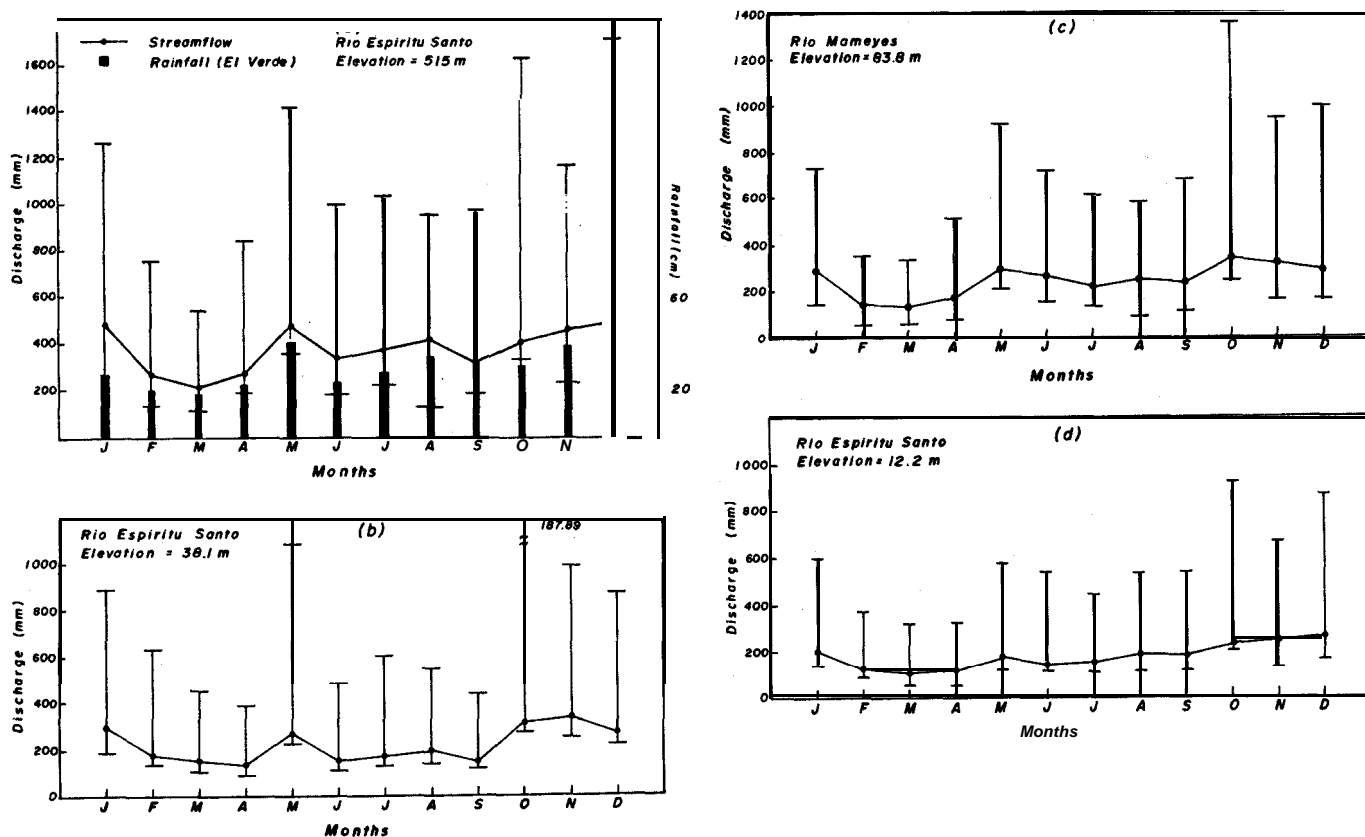 Streamflow
Rainfall (El Verde)
Rio Espiritu Santo
Elevation = 515 m
1600
1400
1200
1000
800
600
400
200
Discharge (mm)
60
20
Rainfall (cm)
J F M A M J J A S O N
Months
(b)
Rio Espiritu Santo
Elevation = 38.1 m
187.89
1000
800
600
400
200
0
Discharge (mm)
J F M A M J J A S O N D
Months
(c)
Rio Mameyes
Elevation=83.8 m
1400
1200
1000
800
600
400
200
0
Discharge (mm)
J F M A M J J A S O N D
Months
(d)
Rio Espiritu Santo
Elevation= 12.2 m
1000
800
600
400
200
0
Discharge (mm)
J F M A M J J A S O N D
Months